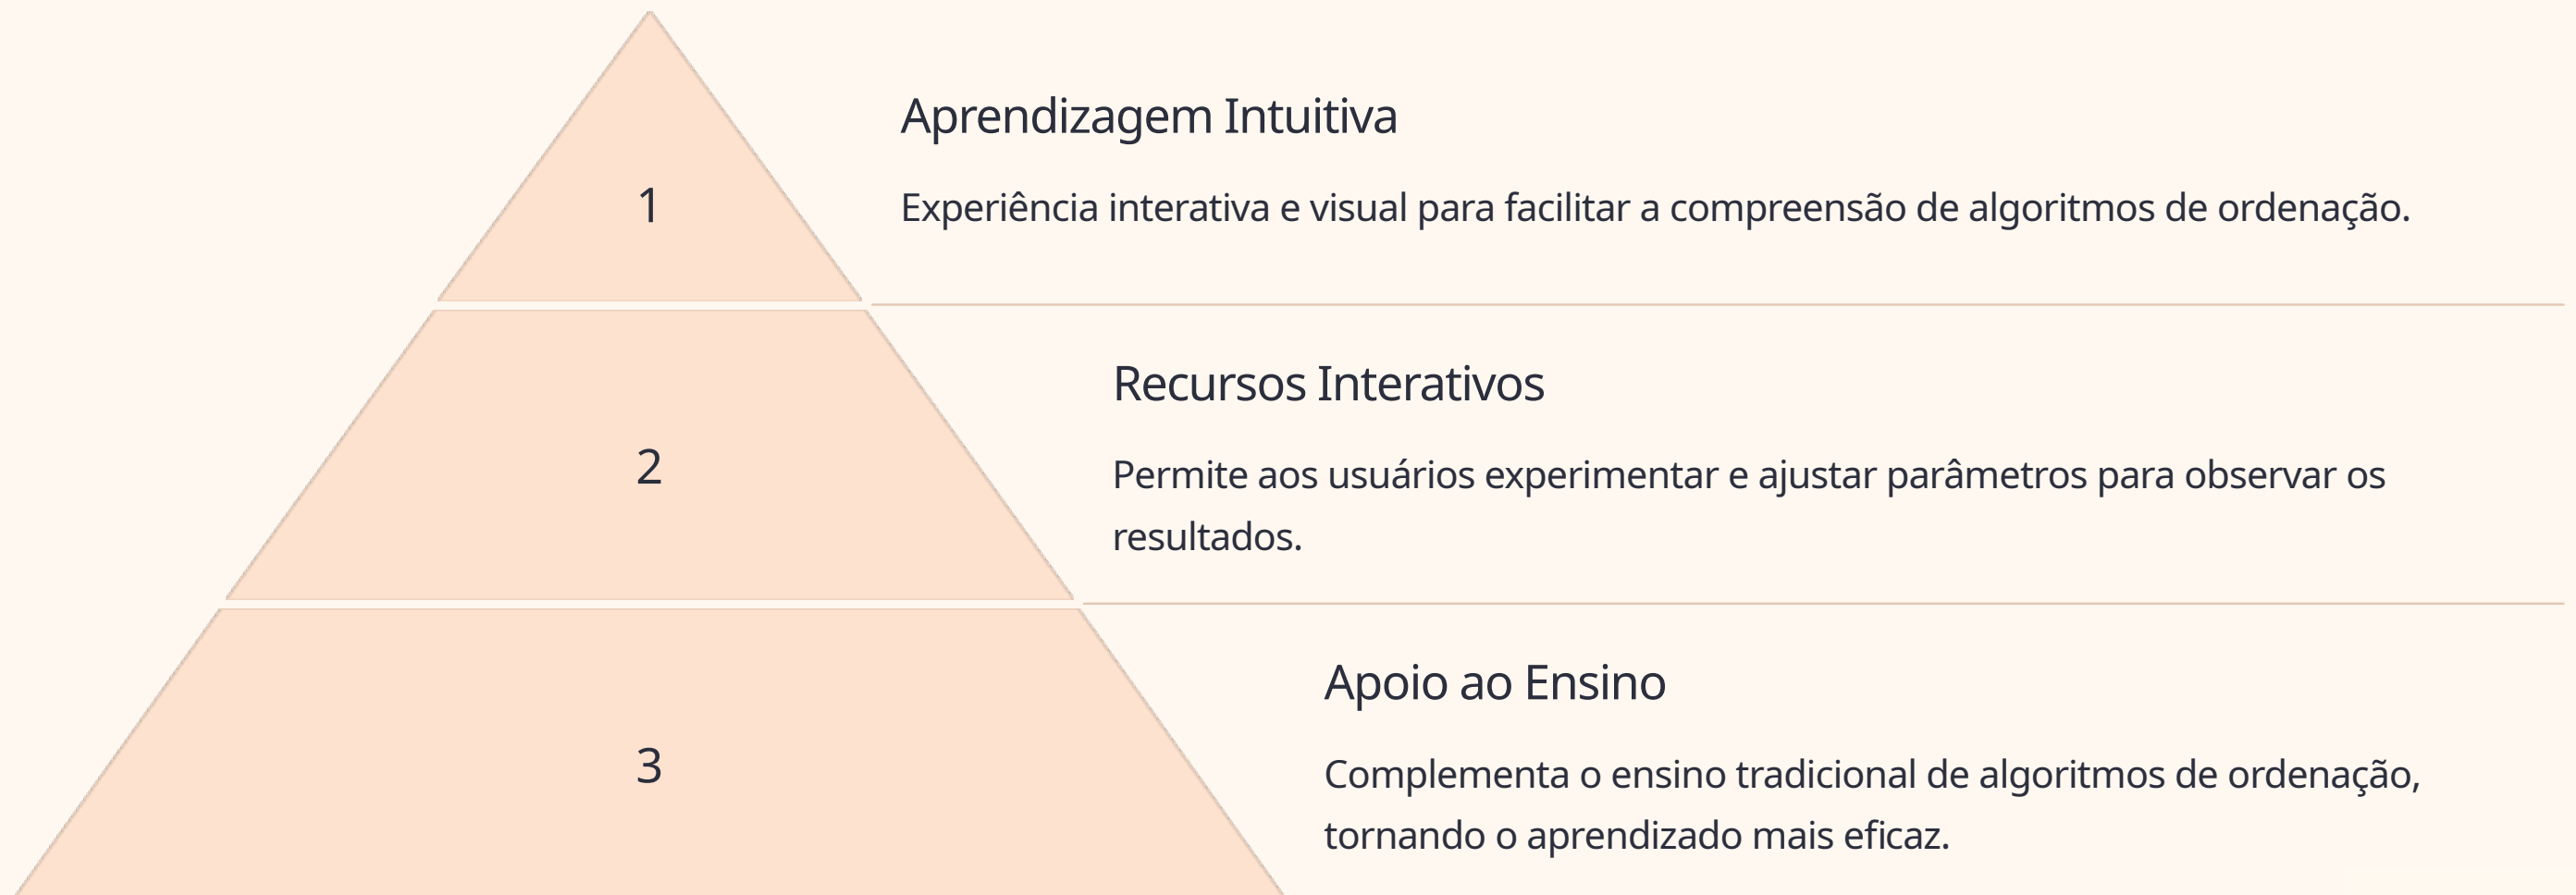 1
Aprendizagem Intuitiva
Experiência interativa e visual para facilitar a compreensão de algoritmos de ordenação.
2
Recursos Interativos
Permite aos usuários experimentar e ajustar parâmetros para observar os
resultados.
3
Apoio ao Ensino
Complementa o ensino tradicional de algoritmos de ordenação,
tornando o aprendizado mais eficaz.